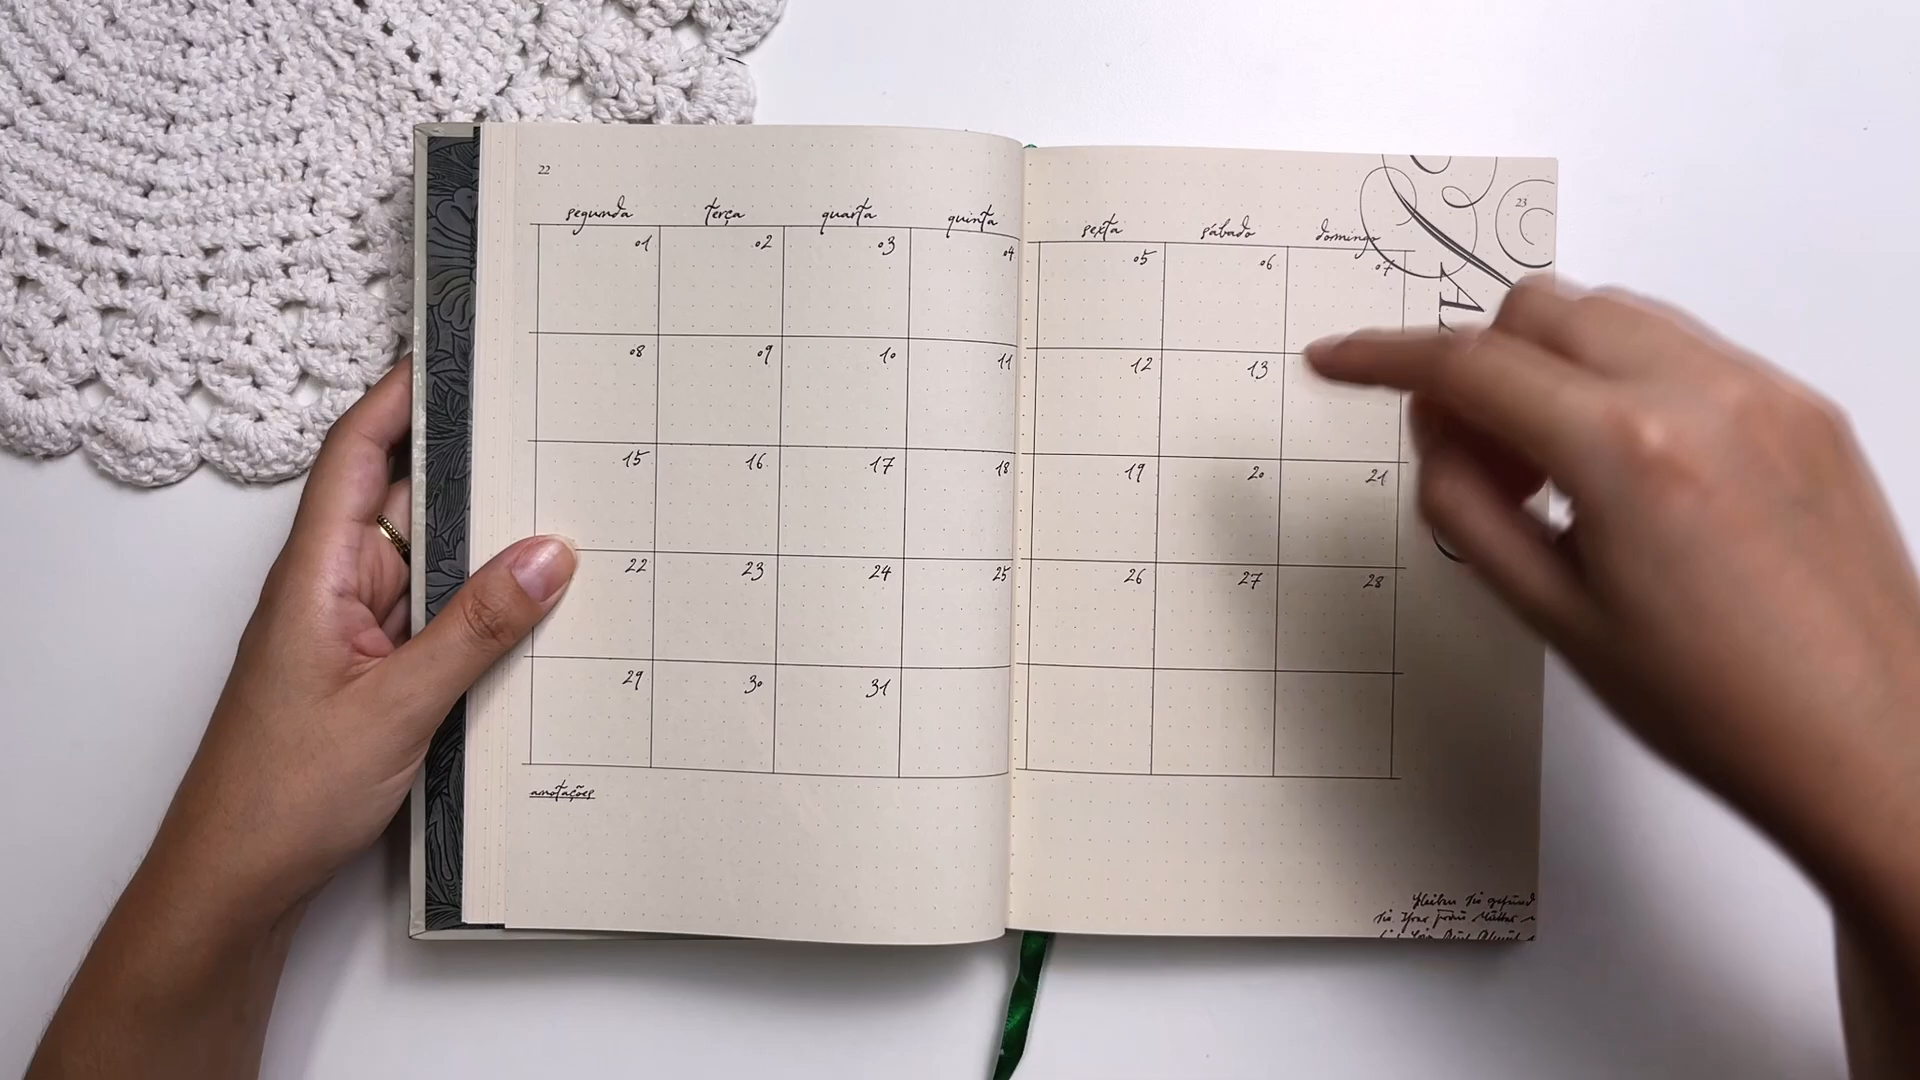 22
segunda terça quarta quinta
01 02 03 04
08 09 10 11
15 16 17 18
22 23 24 25
29 30 31
anotações
23
sexta sábado domingo
05 06 07
12 13
19 20 21
26 27 28